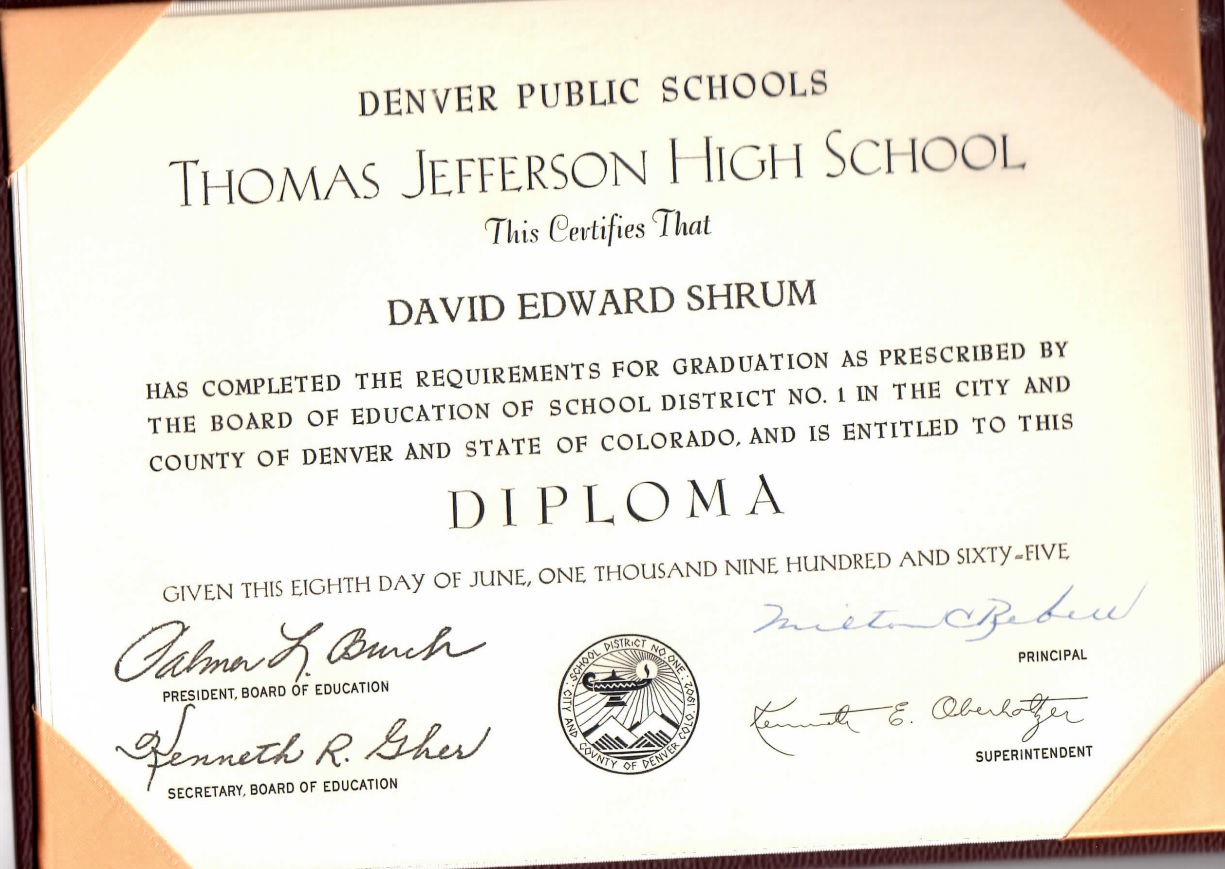 DENVER PUBLIC SCHOOLS
THOMAS JEFFERSON HIGH SCHOOL
This Certifies That
DAVID EDWARD SHRUM
HAS COMPLETED THE REQUIREMENTS FOR GRADUATION AS PRESCRIBED BY
THE BOARD OF EDUCATION OF SCHOOL DISTRICT NO. 1 IN THE CITY AND
COUNTY OF DENVER AND STATE OF COLORADO, AND IS ENTITLED TO THIS
DIPLOMA
GIVEN THIS EIGHTH DAY OF JUNE, ONE THOUSAND NINE HUNDRED AND SIXTY-FIVE
Palmer L. Burch
PRESIDENT, BOARD OF EDUCATION
Kenneth R. Gher
SECRETARY, BOARD OF EDUCATION
SCHOOL DISTRICT NO. ONE
CITY AND COUNTY OF DENVER COLO. 1902
Milton C Rebell
PRINCIPAL
Kenneth E. Oberholtzer
SUPERINTENDENT